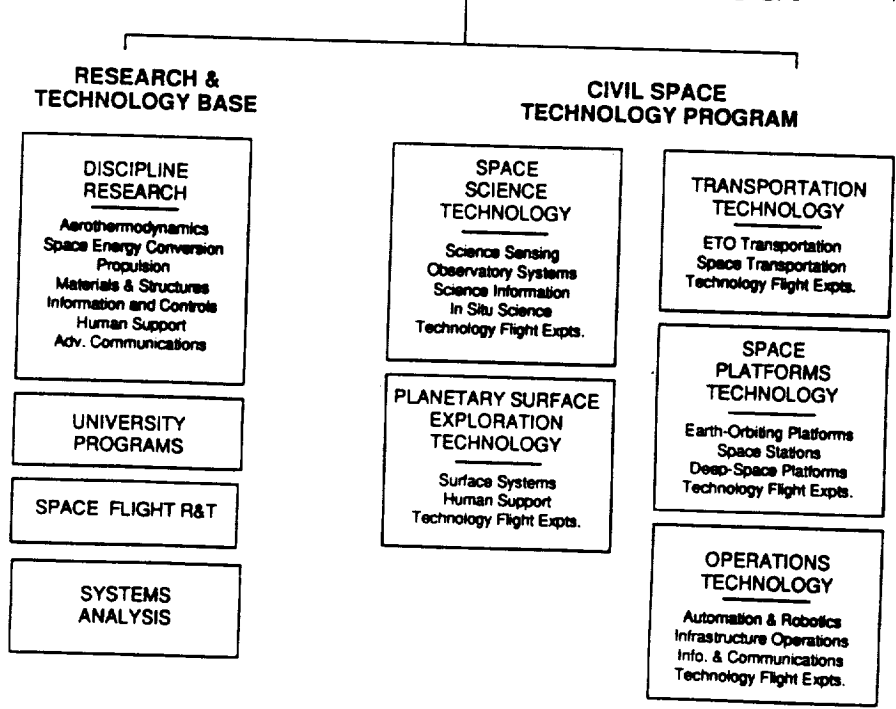 RESEARCH &
TECHNOLOGY BASE
DISCIPLINE
RESEARCH
Aerothermodynamics
Space Energy Conversion
Propulsion
Materials & Structures
Information and Controls
Human Support
Adv. Communications
UNIVERSITY
PROGRAMS
SPACE FLIGHT R&T
SYSTEMS
ANALYSIS
CIVIL SPACE
TECHNOLOGY PROGRAM
SPACE
SCIENCE
TECHNOLOGY
Science Sensing
Observatory Systems
Science Information
In Situ Science
Technology Flight Expts.
PLANETARY SURFACE
EXPLORATION
TECHNOLOGY
Surface Systems
Human Support
Technology Flight Expts.
TRANSPORTATION
TECHNOLOGY
ETO Transportation
Space Transportation
Technology Flight Expts.
SPACE
PLATFORMS
TECHNOLOGY
Earth-Orbiting Platforms
Space Stations
Deep-Space Platforms
Technology Flight Expts.
OPERATIONS
TECHNOLOGY
Automation & Robotics
Infrastructure Operations
Info. & Communications
Technology Flight Expts.